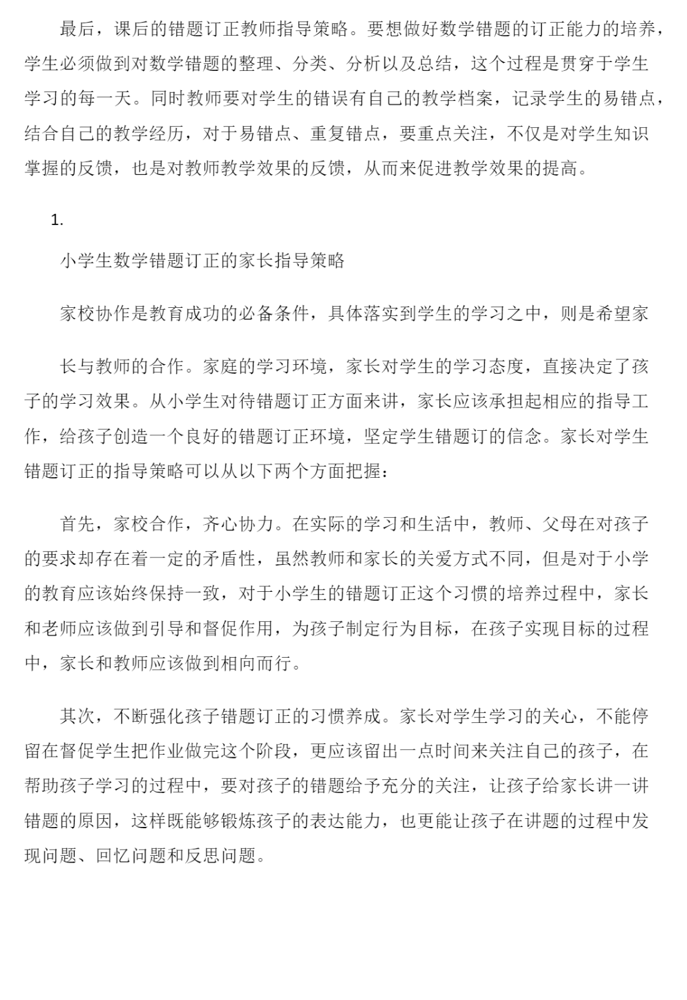 最后，课后的错题订正教师指导策略。要想做好数学错题的订正能力的培养，
学生必须做到对数学错题的整理、分类、分析以及总结，这个过程是贯穿于学生
学习的每一天。同时教师要对学生的错误有自己的教学档案，记录学生的易错点，
结合自己的教学经历，对于易错点、重复错点，要重点关注，不仅是对学生知识
掌握的反馈，也是对教师教学效果的反馈，从而来促进教学效果的提高。
1.
小学生数学错题订正的家长指导策略
家校协作是教育成功的必备条件，具体落实到学生的学习之中，则是希望家
长与教师的合作。家庭的学习环境，家长对学生的学习态度，直接决定了孩
子的学习效果。从小学生对待错题订正方面来讲，家长应该承担起相应的指导工
作，给孩子创造一个良好的错题订正环境，坚定学生错题订的信念。家长对学生
错题订正的指导策略可以从以下两个方面把握：
首先，家校合作，齐心协力。在实际的学习和生活中，教师、父母在对孩子
的要求却存在着一定的矛盾性，虽然教师和家长的关爱方式不同，但是对于小学
的教育应该始终保持一致，对于小学生的错题订正这个习惯的培养过程中，家长
和老师应该做到引导和督促作用，为孩子制定行为目标，在孩子实现目标的过程
中，家长和教师应该做到相向而行。
其次，不断强化孩子错题订正的习惯养成。家长对学生学习的关心，不能停
留在督促学生把作业做完这个阶段，更应该留出一点时间来关注自己的孩子，在
帮助孩子学习的过程中，要对孩子的错题给予充分的关注，让孩子给家长讲一讲
错题的原因，这样既能够锻炼孩子的表达能力，也更能让孩子在讲题的过程中发
现问题、回忆问题和反思问题。